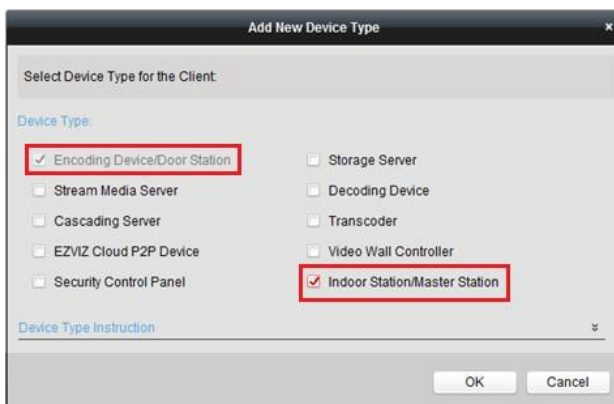 Add New Device Type
Select Device Type for the Client:
Device Type:
Encoding Device/Door Station
Storage Server
Stream Media Server
Decoding Device
Cascading Server
Transcoder
EZVIZ Cloud P2P Device
Video Wall Controller
Security Control Panel
Indoor Station/Master Station
Device Type Instruction
OK
Cancel